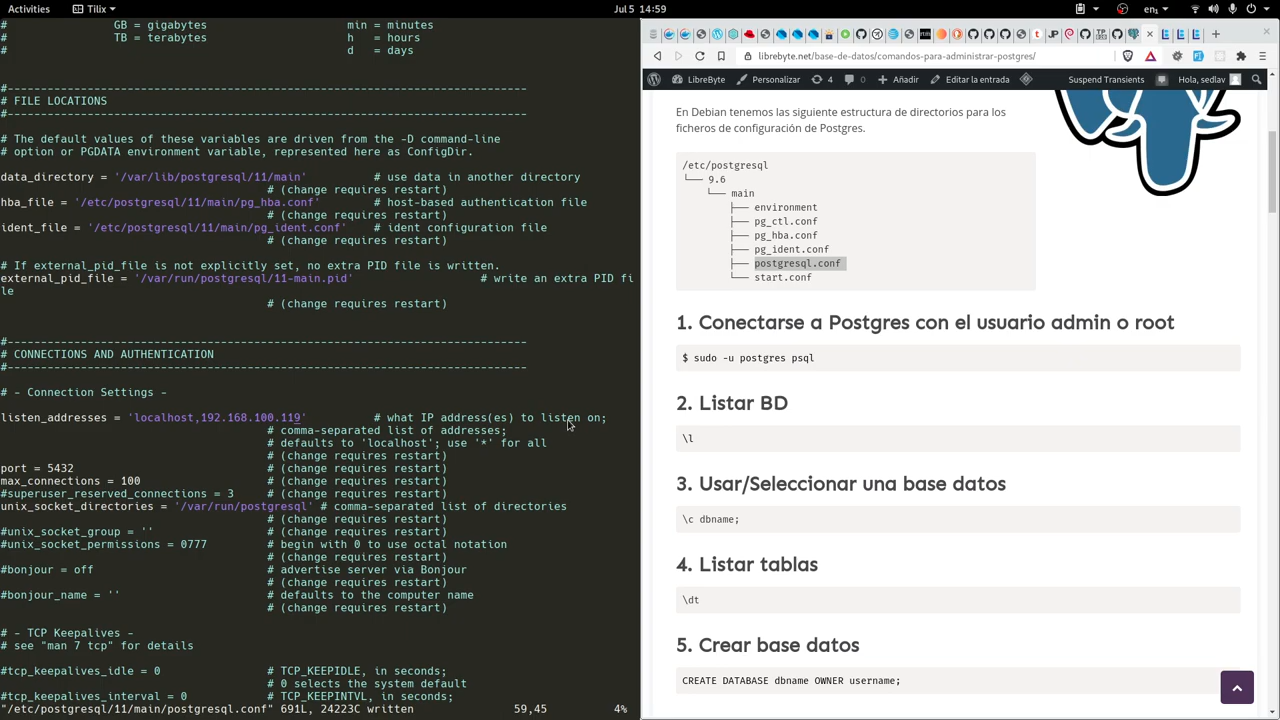 Activities
Tilix
Jul 5 14:59
en1
# GB = gigabytes min = minutes
# TB = terabytes h = hours
# d = days
#------------------------------------------------------------------------------
# FILE LOCATIONS
#------------------------------------------------------------------------------
# The default values of these variables are driven from the -D command-line
# option or PGDATA environment variable, represented here as ConfigDir.
data_directory = '/var/lib/postgresql/11/main' # use data in another directory
# (change requires restart)
hba_file = '/etc/postgresql/11/main/pg_hba.conf' # host-based authentication file
# (change requires restart)
ident_file = '/etc/postgresql/11/main/pg_ident.conf' # ident configuration file
# (change requires restart)
# If external_pid_file is not explicitly set, no extra PID file is written.
external_pid_file = '/var/run/postgresql/11-main.pid' # write an extra PID fi
le
# (change requires restart)
#------------------------------------------------------------------------------
# CONNECTIONS AND AUTHENTICATION
#------------------------------------------------------------------------------
# - Connection Settings -
listen_addresses = 'localhost,192.168.100.119' # what IP address(es) to listen on;
# comma-separated list of addresses;
# defaults to 'localhost'; use '*' for all
# (change requires restart)
port = 5432 # (change requires restart)
max_connections = 100 # (change requires restart)
#superuser_reserved_connections = 3 # (change requires restart)
unix_socket_directories = '/var/run/postgresql' # comma-separated list of directories
# (change requires restart)
#unix_socket_group = '' # (change requires restart)
#unix_socket_permissions = 0777 # begin with 0 to use octal notation
# (change requires restart)
#bonjour = off # advertise server via Bonjour
# (change requires restart)
#bonjour_name = '' # defaults to the computer name
# (change requires restart)
# - TCP Keepalives -
# see "man 7 tcp" for details
#tcp_keepalives_idle = 0 # TCP_KEEPIDLE, in seconds;
# 0 selects the system default
#tcp_keepalives_interval = 0 # TCP_KEEPINTVL, in seconds;
"/etc/postgresql/11/main/postgresql.conf" 691L, 24223C written 59,45 4%
librebyte.net/base-de-datos/comandos-para-administrar-postgres/
LibreByte
Personalizar
4
0
Añadir
Editar la entrada
Suspend Transients
Hola, sedlav
En Debian tenemos las siguiente estructura de directorios para los
ficheros de configuración de Postgres.
/etc/postgresql
└── 9.6
└── main
├── environment
├── pg_ctl.conf
├── pg_hba.conf
├── pg_ident.conf
├── postgresql.conf
└── start.conf
1. Conectarse a Postgres con el usuario admin o root
$ sudo -u postgres psql
2. Listar BD
\l
3. Usar/Seleccionar una base datos
\c dbname;
4. Listar tablas
\dt
5. Crear base datos
CREATE DATABASE dbname OWNER username;